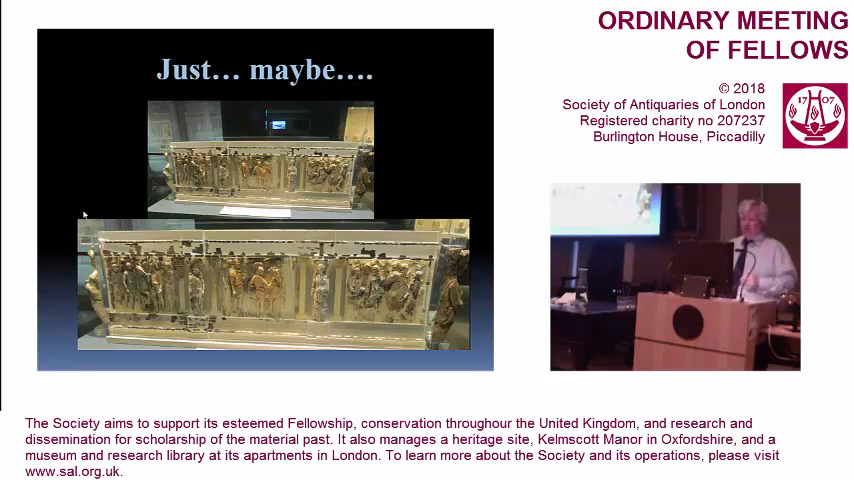 ORDINARY MEETING
OF FELLOWS
© 2018
Society of Antiquaries of London
Registered charity no 207237
Burlington House, Piccadilly
17 07
Just… maybe….
The Society aims to support its esteemed Fellowship, conservation throughour the United Kingdom, and research and
dissemination for scholarship of the material past. It also manages a heritage site, Kelmscott Manor in Oxfordshire, and a
museum and research library at its apartments in London. To learn more about the Society and its operations, please visit
www.sal.org.uk.